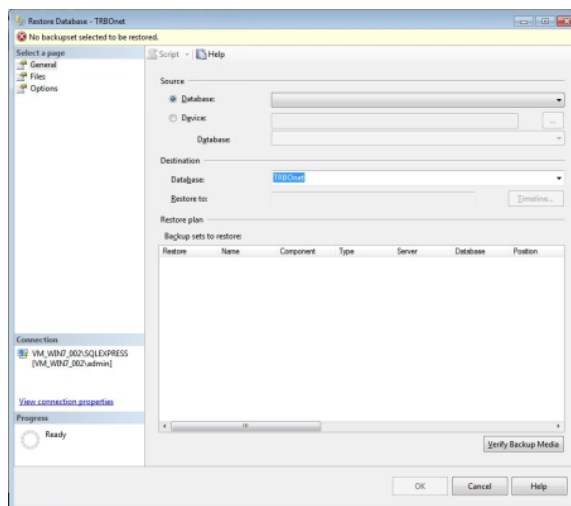 Restore Database - TRBOnet
No backupset selected to be restored.
Select a page
General
Files
Options
Script
Help
Source
Database:
Device:
...
Database:
Destination
Database:
TRBOnet
Restore to:
Timeline...
Restore plan
Backup sets to restore:
Restore Name Component Type Server Database Position
Connection
VM_WIN7_002\SQLEXPRESS
[VM_WIN7_002\admin]
View connection properties
Progress
Ready
Verify Backup Media
OK Cancel Help